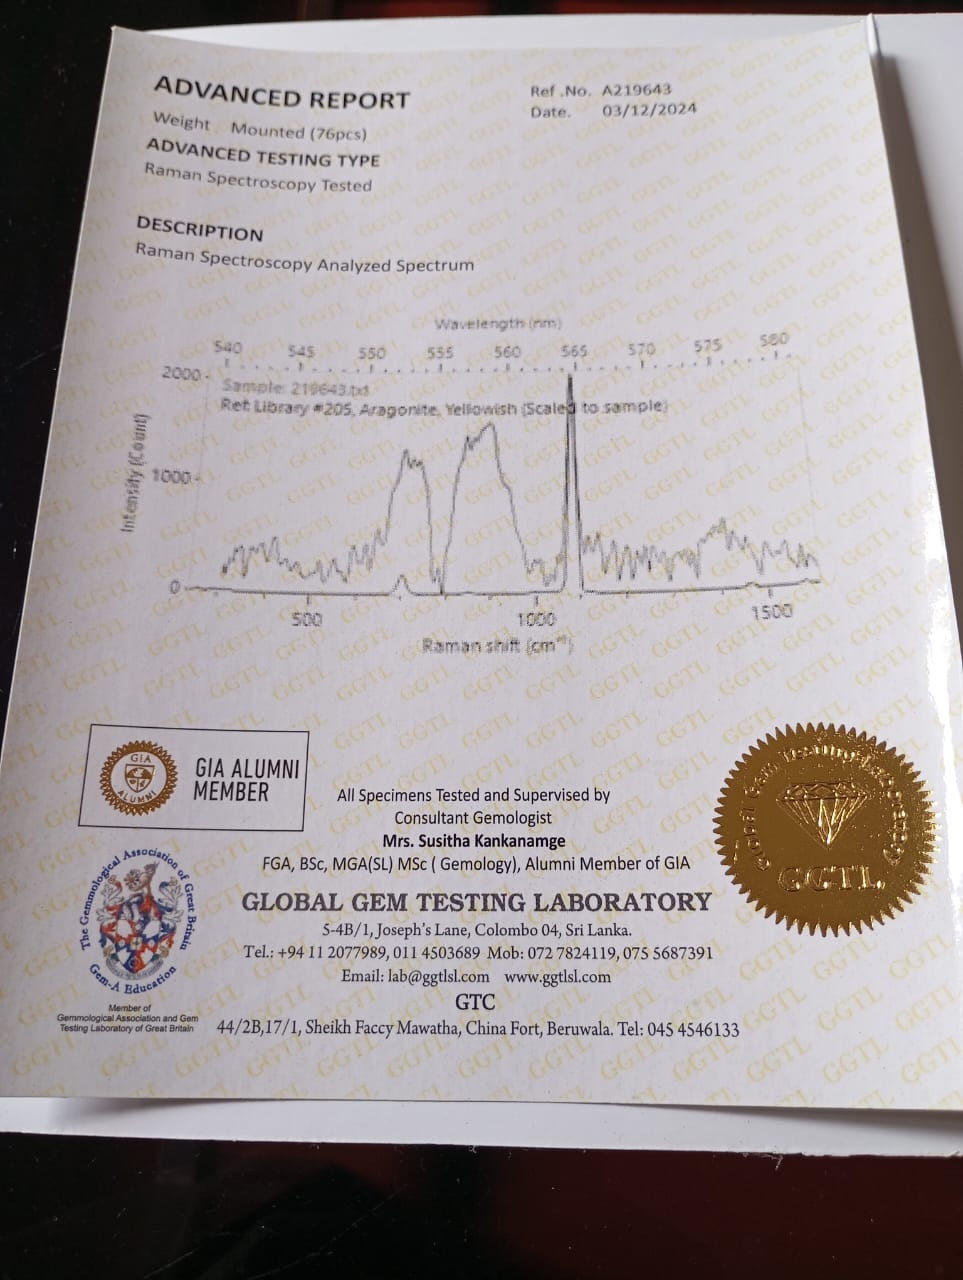 ADVANCED REPORT
Ref .No. A219643
Weight Mounted (76pcs)
Date. 03/12/2024
ADVANCED TESTING TYPE
Raman Spectroscopy Tested
DESCRIPTION
Raman Spectroscopy Analyzed Spectrum
Wavelength (nm)
540 545 550 555 560 565 570 575 580
2000
Sample: 219643.txt
Ref: Library #205, Aragonite, Yellowish (Scaled to sample)
Intensity (Count)
1000
0
500 1000 1500
Raman shift (cm⁻¹)
GIA
ALUMNI
GIA ALUMNI
MEMBER
All Specimens Tested and Supervised by
Consultant Gemologist
Mrs. Susitha Kankanamge
FGA, BSc, MGA(SL) MSc ( Gemology), Alumni Member of GIA
GLOBAL GEM TESTING LABORATORY
5-4B/1, Joseph's Lane, Colombo 04, Sri Lanka.
Tel.: +94 11 2077989, 011 4503689 Mob: 072 7824119, 075 5687391
Email: lab@ggtlsl.com www.ggtlsl.com
GTC
44/2B,17/1, Sheikh Faccy Mawatha, China Fort, Beruwala. Tel: 045 4546133
The Gemmological Association of Great Britain
Gem-A Education
Member of
Gemmological Association and Gem
Testing Laboratory of Great Britain
Global Gem Testing Laboratory
GGTL